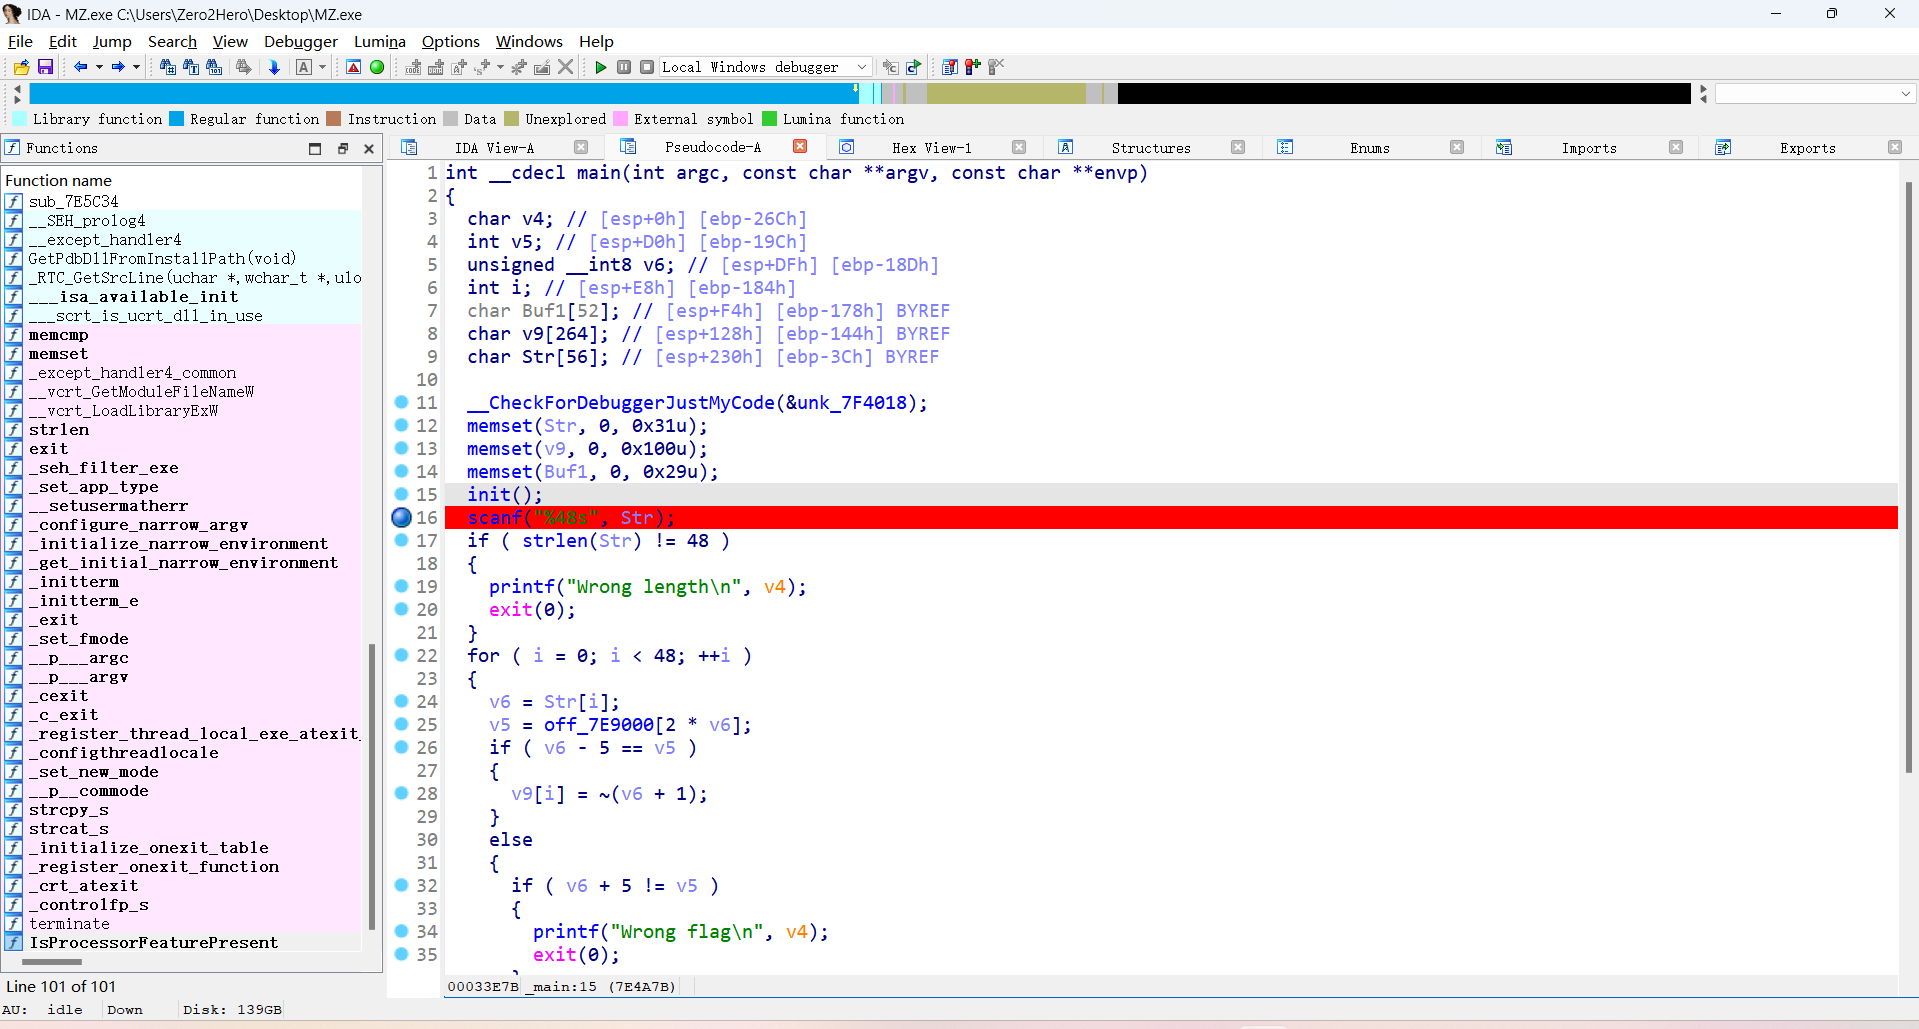 IDA - MZ.exe C:\Users\Zero2Hero\Desktop\MZ.exe
File Edit Jump Search View Debugger Lumina Options Windows Help
Local Windows debugger
Library function Regular function Instruction Data Unexplored External symbol Lumina function
Functions
IDA View-A Pseudocode-A Hex View-1 Structures Enums Imports Exports
Function name
sub_7E5C34
__SEH_prolog4
__except_handler4
GetPdbDllFromInstallPath(void)
_RTC_GetSrcLine(uchar *,wchar_t *,ulo
___isa_available_init
___scrt_is_ucrt_dll_in_use
memcmp
memset
_except_handler4_common
__vcrt_GetModuleFileNameW
__vcrt_LoadLibraryExW
strlen
exit
_seh_filter_exe
_set_app_type
__setusermatherr
_configure_narrow_argv
_initialize_narrow_environment
_get_initial_narrow_environment
_initterm
_initterm_e
_exit
_set_fmode
__p___argc
__p___argv
_cexit
_c_exit
_register_thread_local_exe_atexit_
_configthreadlocale
_set_new_mode
__p__commode
strcpy_s
strcat_s
_initialize_onexit_table
_register_onexit_function
_crt_atexit
_controlfp_s
terminate
IsProcessorFeaturePresent
Line 101 of 101
1 int __cdecl main(int argc, const char **argv, const char **envp)
2 {
3 char v4; // [esp+0h] [ebp-26Ch]
4 int v5; // [esp+D0h] [ebp-19Ch]
5 unsigned __int8 v6; // [esp+DFh] [ebp-18Dh]
6 int i; // [esp+E8h] [ebp-184h]
7 char Buf1[52]; // [esp+F4h] [ebp-178h] BYREF
8 char v9[264]; // [esp+128h] [ebp-144h] BYREF
9 char Str[56]; // [esp+230h] [ebp-3Ch] BYREF
10
11 __CheckForDebuggerJustMyCode(&unk_7F4018);
12 memset(Str, 0, 0x31u);
13 memset(v9, 0, 0x100u);
14 memset(Buf1, 0, 0x29u);
15 init();
16 scanf("%48s", Str);
17 if ( strlen(Str) != 48 )
18 {
19 printf("Wrong length\n", v4);
20 exit(0);
21 }
22 for ( i = 0; i < 48; ++i )
23 {
24 v6 = Str[i];
25 v5 = off_7E9000[2 * v6];
26 if ( v6 - 5 == v5 )
27 {
28 v9[i] = ~(v6 + 1);
29 }
30 else
31 {
32 if ( v6 + 5 != v5 )
33 {
34 printf("Wrong flag\n", v4);
35 exit(0);
00033E7B _main:15 (7E4A7B)
AU: idle Down Disk: 139GB